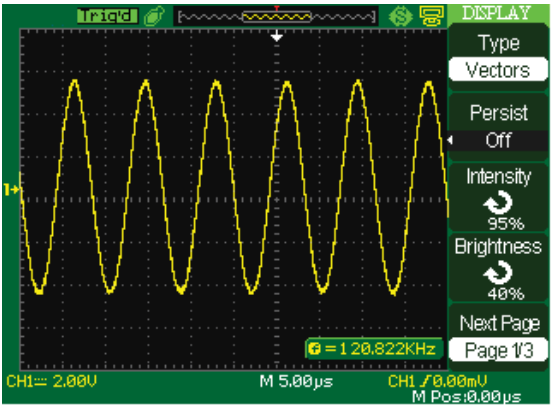 Trig'd DISPLAY
Type
Vectors
Persist
Off
Intensity
95%
Brightness
40%
Next Page
Page 1/3
1
f=120.822KHz
CH1 2.00V M 5.00µs CH1 / 0.00mV
M Pos:0.00µs